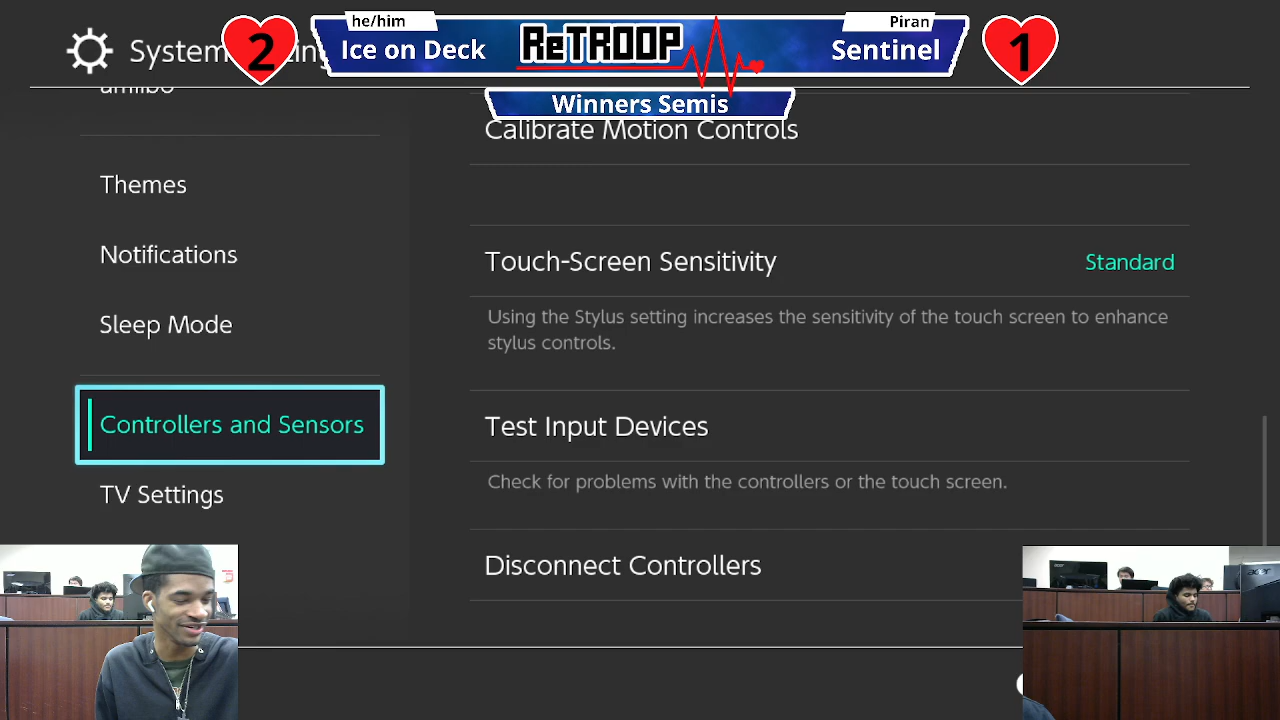 he/him
Piran
2
Ice on Deck
ReTROOP
Sentinel
1
System
Winners Semis
amiibo
Calibrate Motion Controls
Themes
Notifications
Touch-Screen Sensitivity
Standard
Sleep Mode
Using the Stylus setting increases the sensitivity of the touch screen to enhance
stylus controls.
Controllers and Sensors
Test Input Devices
TV Settings
Check for problems with the controllers or the touch screen.
Disconnect Controllers
acer